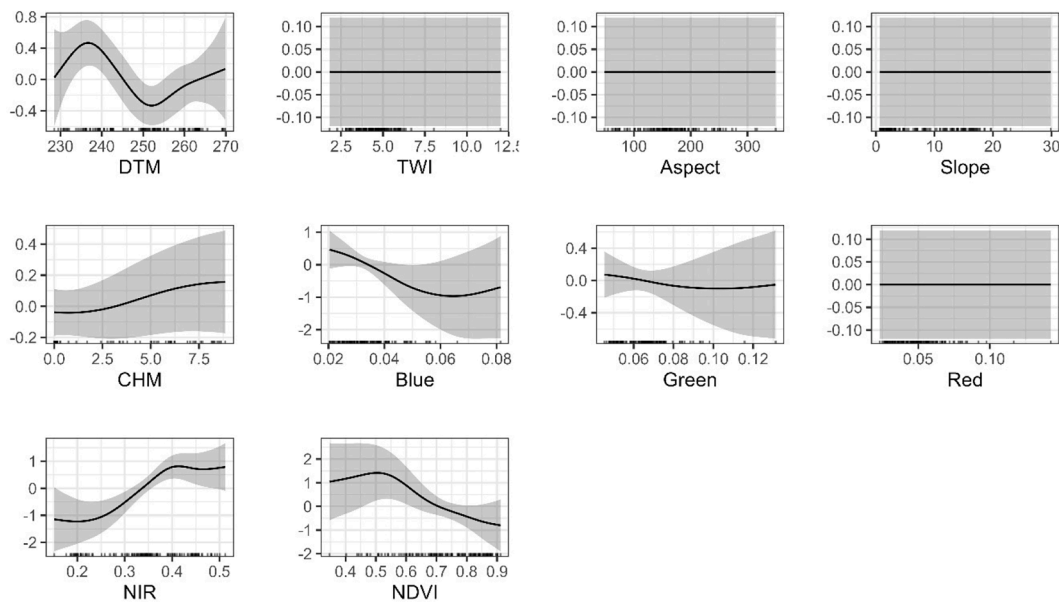 0.8
0.4
0.0
-0.4
230 240 250 260 270
DTM
0.10
0.05
0.00
-0.05
-0.10
2.5 5.0 7.5 10.0 12.5
TWI
0.10
0.05
0.00
-0.05
-0.10
100 200 300
Aspect
0.10
0.05
0.00
-0.05
-0.10
0 10 20 30
Slope
0.4
0.2
0.0
-0.2
0.0 2.5 5.0 7.5
CHM
1
0
-1
-2
0.02 0.04 0.06 0.08
Blue
0.4
0.0
-0.4
0.06 0.08 0.10 0.12
Green
0.10
0.05
0.00
-0.05
-0.10
0.05 0.10
Red
1
0
-1
-2
0.2 0.3 0.4 0.5
NIR
2
1
0
-1
-2
0.4 0.5 0.6 0.7 0.8 0.9
NDVI